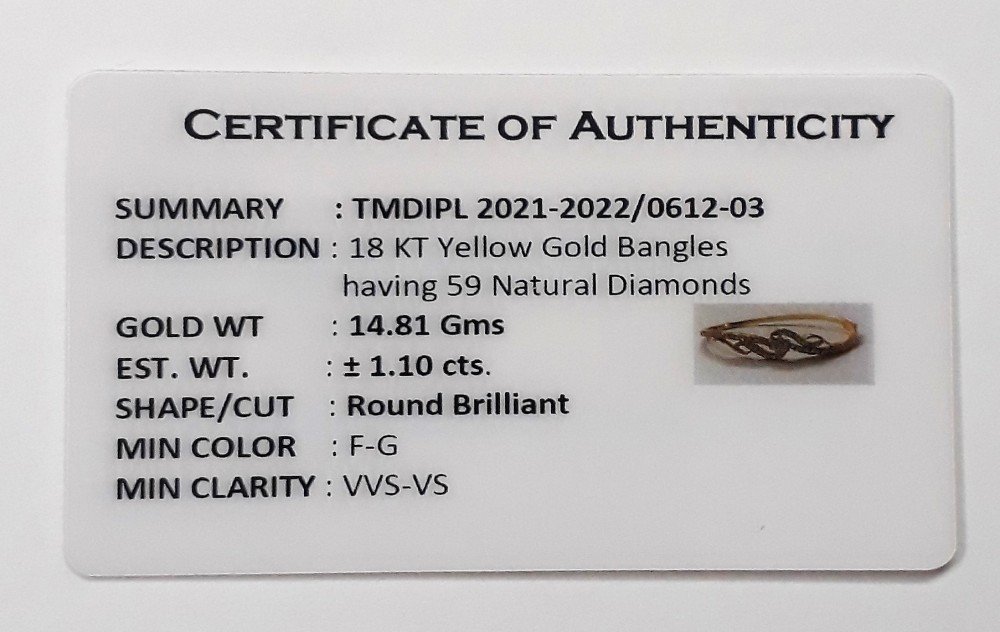 CERTIFICATE OF AUTHENTICITY
SUMMARY : TMDIPL 2021-2022/0612-03
DESCRIPTION : 18 KT Yellow Gold Bangles
having 59 Natural Diamonds
GOLD WT : 14.81 Gms
EST. WT. : ± 1.10 cts.
SHAPE/CUT : Round Brilliant
MIN COLOR : F-G
MIN CLARITY : VVS-VS